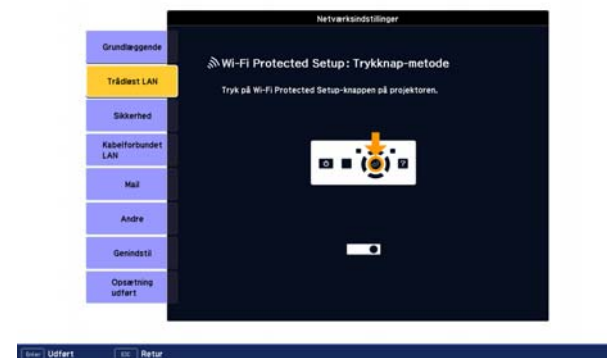 Netværksindstillinger
Grundlæggende
Trådløst LAN
Sikkerhed
Kabelforbundet
LAN
Mail
Andre
Genindstil
Opsætning
udført
Wi-Fi Protected Setup: Trykknap-metode
Tryk på Wi-Fi Protected Setup-knappen på projektoren.
?
Enter Udført ESC Retur